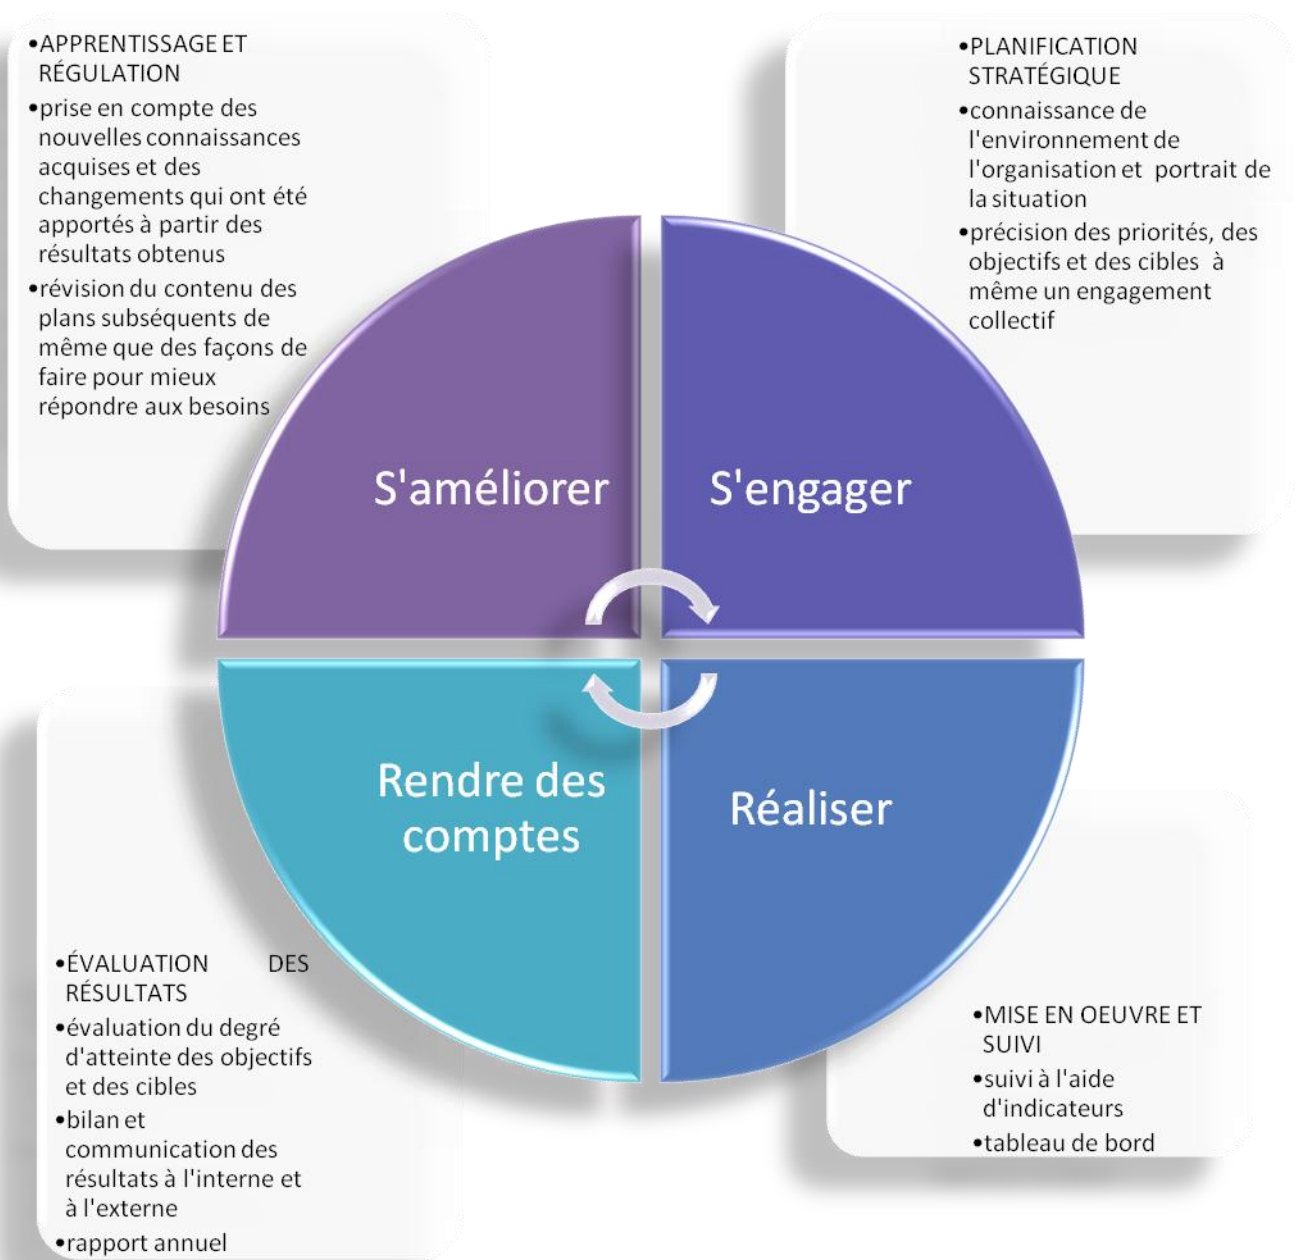 •APPRENTISSAGE ET
RÉGULATION
•prise en compte des
nouvelles connaissances
acquises et des
changements qui ont été
apportés à partir des
résultats obtenus
•révision du contenu des
plans subséquents de
même que des façons de
faire pour mieux
répondre aux besoins
•PLANIFICATION
STRATÉGIQUE
•connaissance de
l'environnement de
l'organisation et portrait de
la situation
•précision des priorités, des
objectifs et des cibles à
même un engagement
collectif
S'améliorer
S'engager
Rendre des
comptes
Réaliser
•ÉVALUATION DES
RÉSULTATS
•évaluation du degré
d'atteinte des objectifs
et des cibles
•bilan et
communication des
résultats à l'interne et
à l'externe
•rapport annuel
•MISE EN OEUVRE ET
SUIVI
•suivi à l'aide
d'indicateurs
•tableau de bord